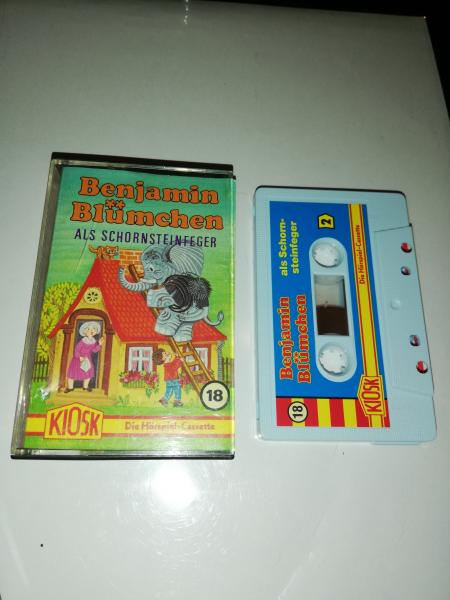 Benjamin
Blümchen
ALS SCHORNSTEINFEGER
18
KIOSK
Die Hörspiel-Cassette
Benjamin
Blümchen
als Schorn-
steinfeger
2
18
KIOSK
Die Hörspiel-Cassette